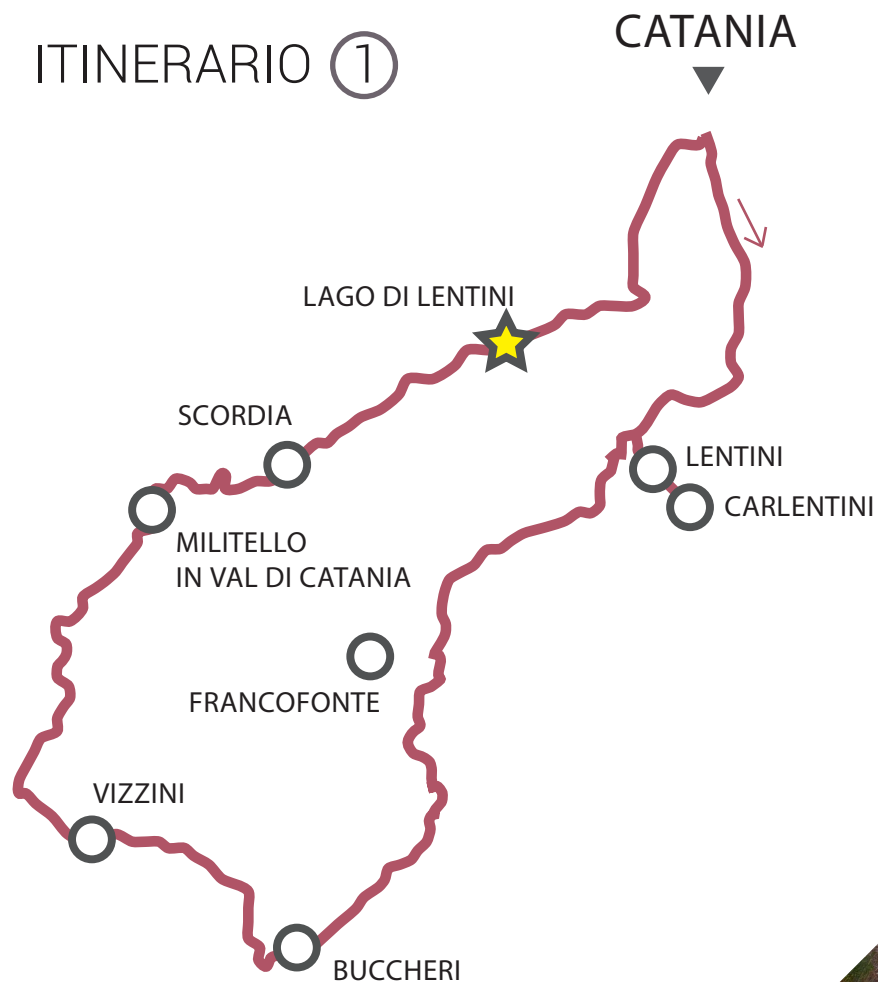 ITINERARIO 1
CATANIA
LAGO DI LENTINI
SCORDIA
LENTINI
CARLENTINI
MILITELLO
IN VAL DI CATANIA
FRANCOFONTE
VIZZINI
BUCCHERI